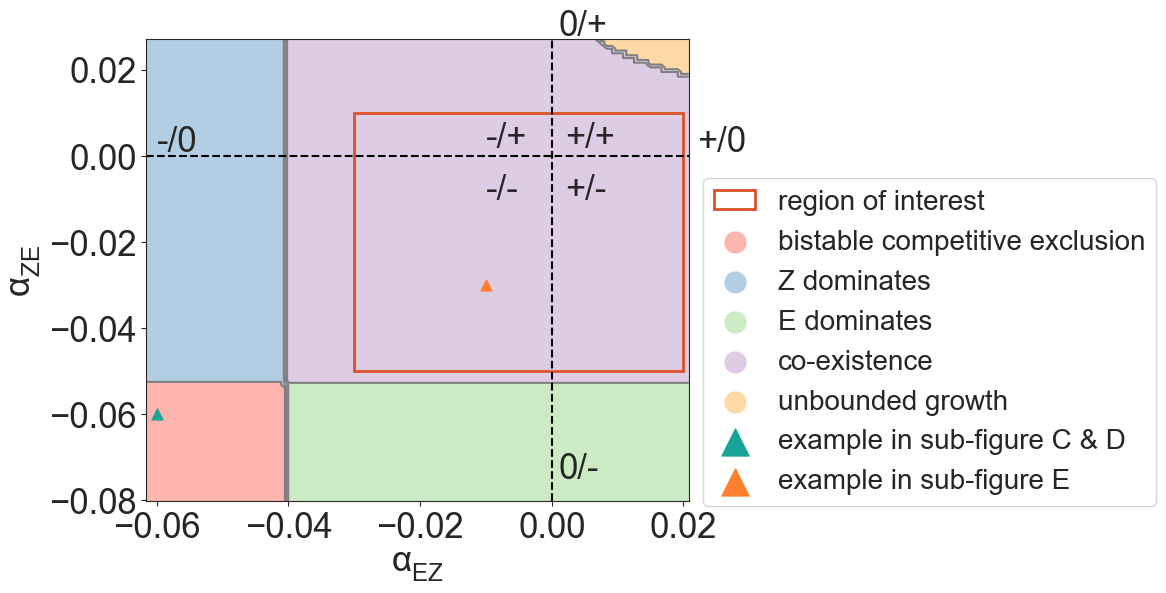 0/+
0.02
-/+ +/+
-/0
+/0
0.00
-/- +/-
region of interest
bistable competitive exclusion
−0.02
αZE
Z dominates
E dominates
−0.04
co-existence
unbounded growth
−0.06
example in sub-figure C & D
0/-
example in sub-figure E
−0.08
−0.06 −0.04 −0.02 0.00 0.02
αEZ